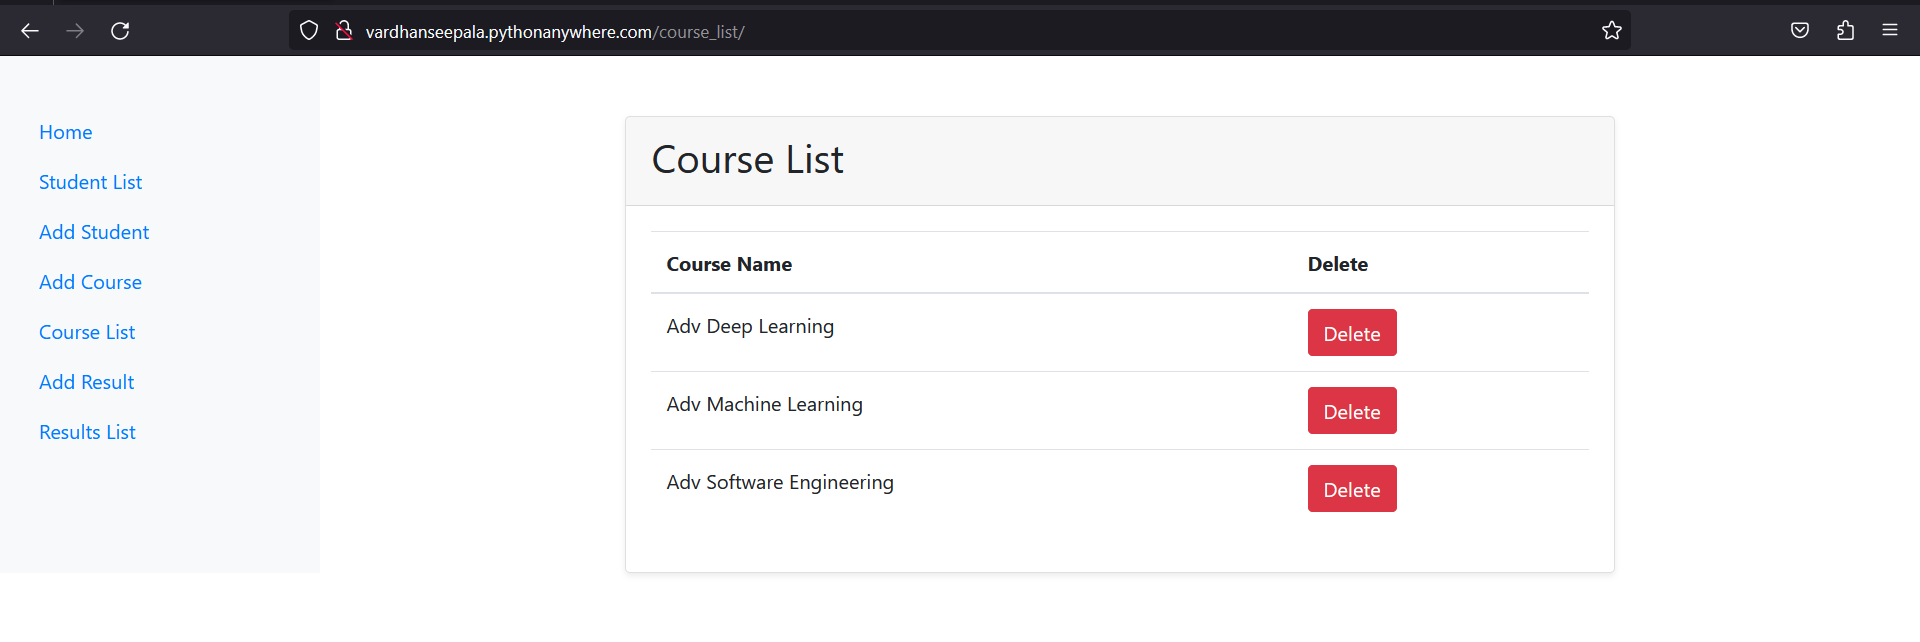 vardhanseepala.pythonanywhere.com/course_list/
Home
Student List
Add Student
Add Course
Course List
Add Result
Results List
Course List
Course Name Delete
Adv Deep Learning Delete
Adv Machine Learning Delete
Adv Software Engineering Delete